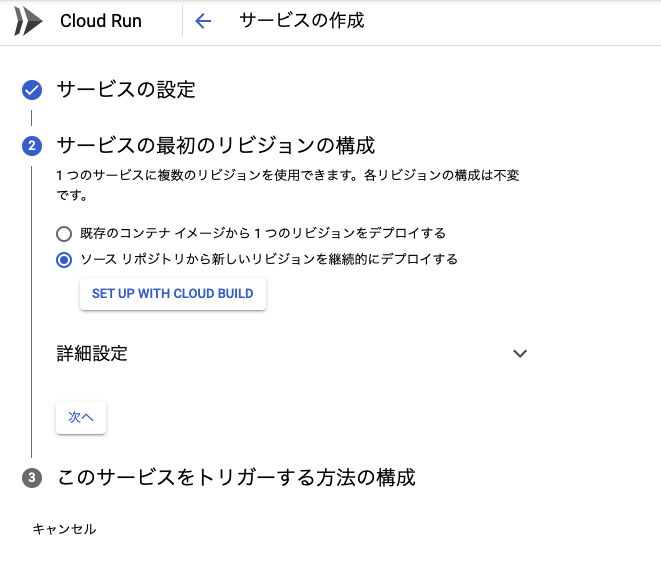 Cloud Run
サービスの作成
サービスの設定
2
サービスの最初のリビジョンの構成
1 つのサービスに複数のリビジョンを使用できます。各リビジョンの構成は不変
です。
既存のコンテナ イメージから 1 つのリビジョンをデプロイする
ソース リポジトリから新しいリビジョンを継続的にデプロイする
SET UP WITH CLOUD BUILD
詳細設定
次へ
3
このサービスをトリガーする方法の構成
キャンセル